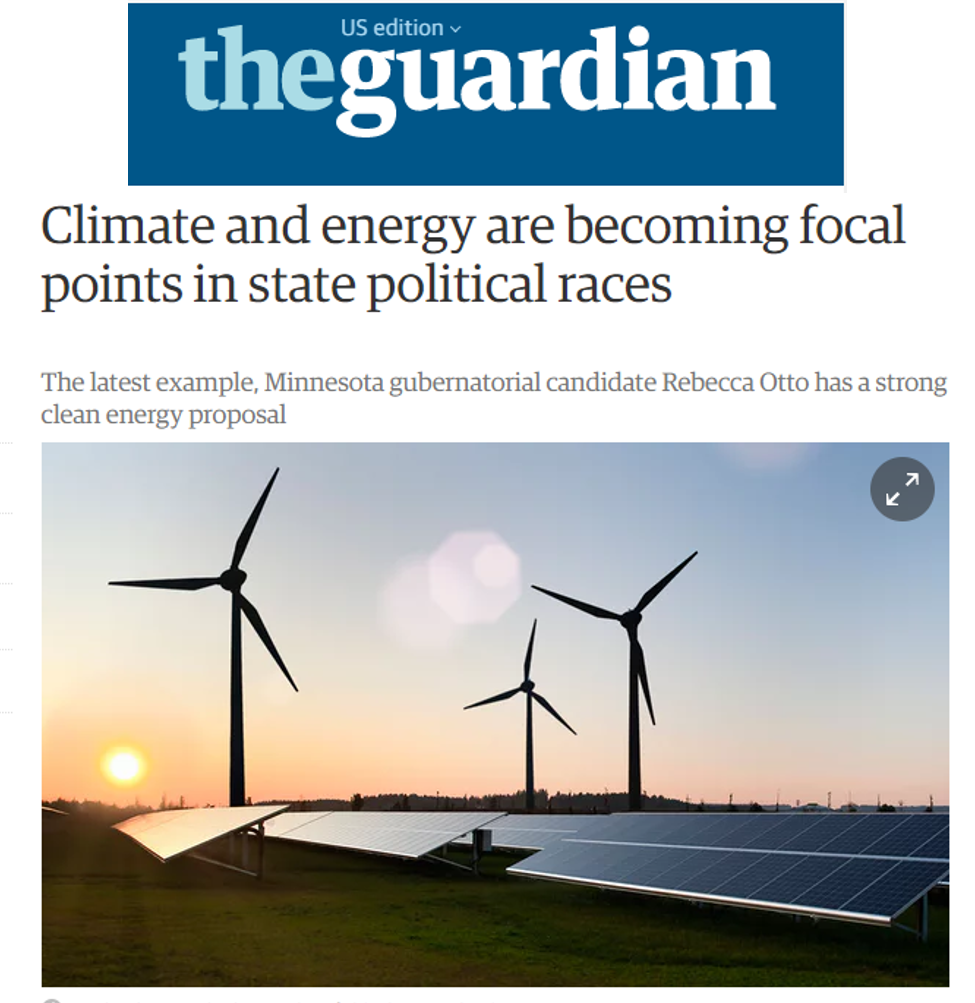 US edition
theguardian
Climate and energy are becoming focal
points in state political races
The latest example, Minnesota gubernatorial candidate Rebecca Otto has a strong
clean energy proposal